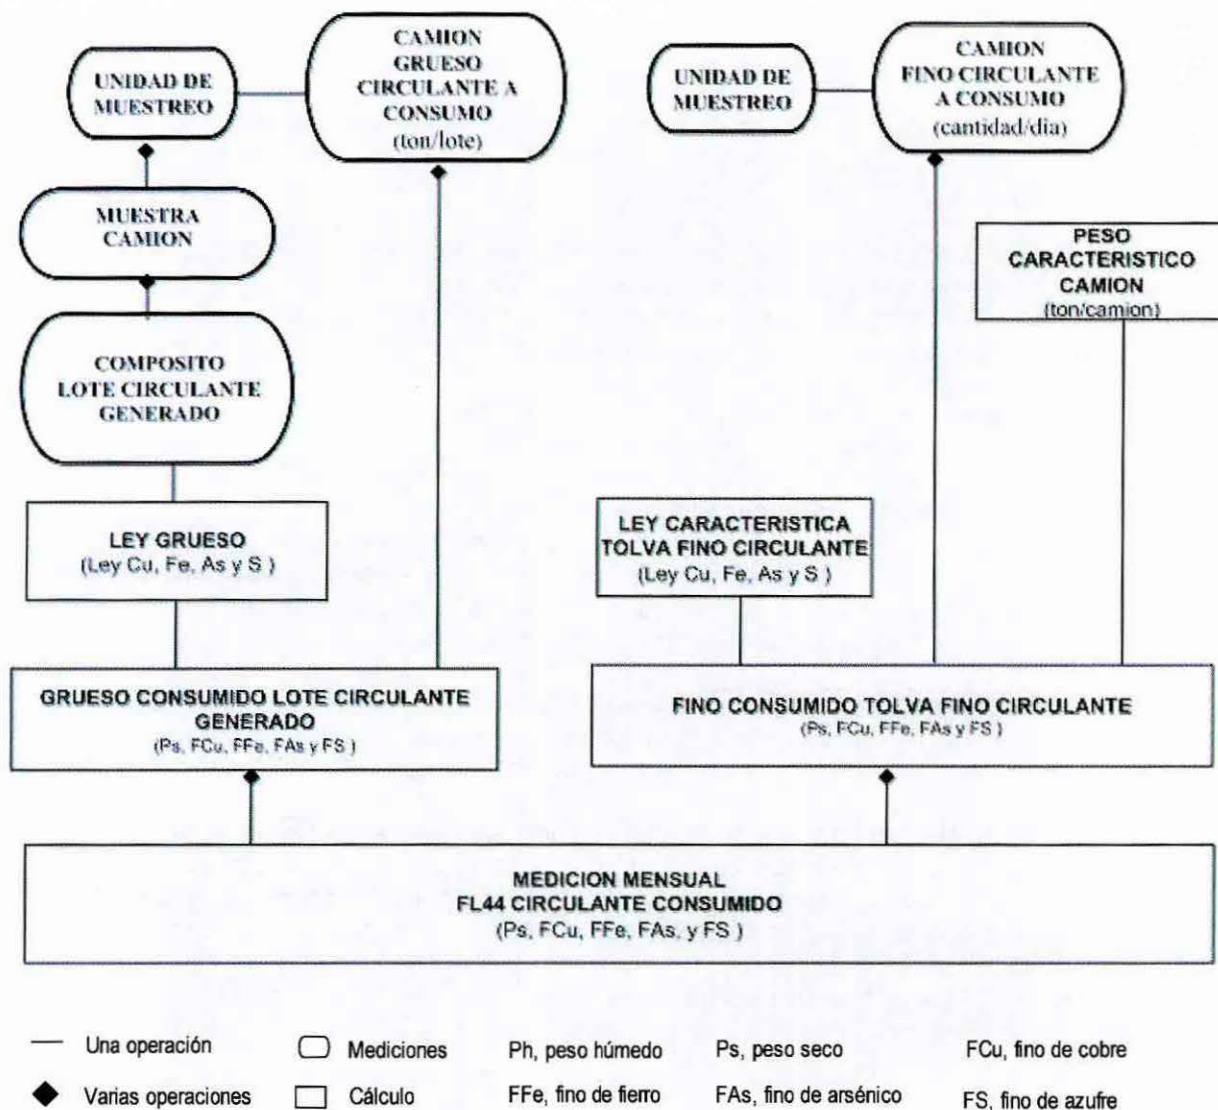 UNIDAD DE
MUESTREO
CAMION
GRUESO
CIRCULANTE A
CONSUMO
(ton/lote)
UNIDAD DE
MUESTREO
CAMION
FINO CIRCULANTE
A CONSUMO
(cantidad/dia)
MUESTRA
CAMION
PESO
CARACTERISTICO
CAMION
(ton/camion)
COMPOSITO
LOTE CIRCULANTE
GENERADO
LEY GRUESO
(Ley Cu, Fe, As y S )
LEY CARACTERISTICA
TOLVA FINO CIRCULANTE
(Ley Cu, Fe, As y S )
GRUESO CONSUMIDO LOTE CIRCULANTE
GENERADO
(Ps, FCu, FFe, FAs y FS )
FINO CONSUMIDO TOLVA FINO CIRCULANTE
(Ps, FCu, FFe, FAs y FS )
MEDICION MENSUAL
FL44 CIRCULANTE CONSUMIDO
(Ps, FCu, FFe, FAs, y FS )
Una operación
Mediciones
Ph, peso húmedo
Ps, peso seco
FCu, fino de cobre
Varias operaciones
Cálculo
FFe, fino de fierro
FAs, fino de arsénico
FS, fino de azufre